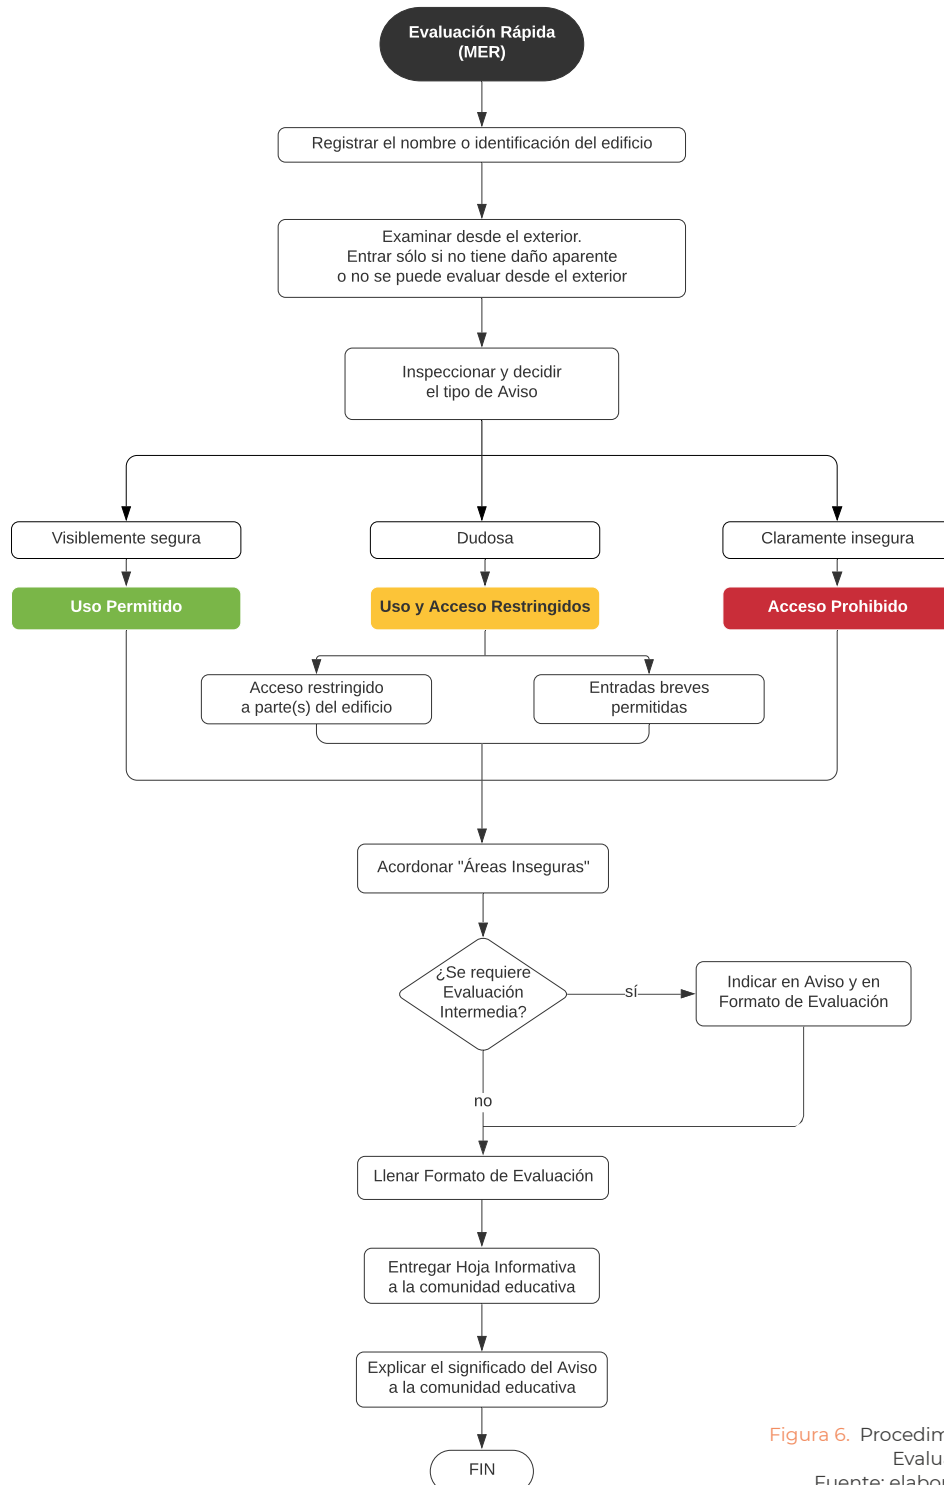 Evaluación Rápida
(MER)
Registrar el nombre o identificación del edificio
Examinar desde el exterior.
Entrar sólo si no tiene daño aparente
o no se puede evaluar desde el exterior
Inspeccionar y decidir
el tipo de Aviso
Visiblemente segura
Dudosa
Claramente insegura
Uso Permitido
Uso y Acceso Restringidos
Acceso Prohibido
Acceso restringido
a parte(s) del edificio
Entradas breves
permitidas
Acordonar "Áreas Inseguras"
¿Se requiere
Evaluación
Intermedia?
sí
Indicar en Aviso y en
Formato de Evaluación
no
Llenar Formato de Evaluación
Entregar Hoja Informativa
a la comunidad educativa
Explicar el significado del Aviso
a la comunidad educativa
FIN
Figura 6.
Fuente: